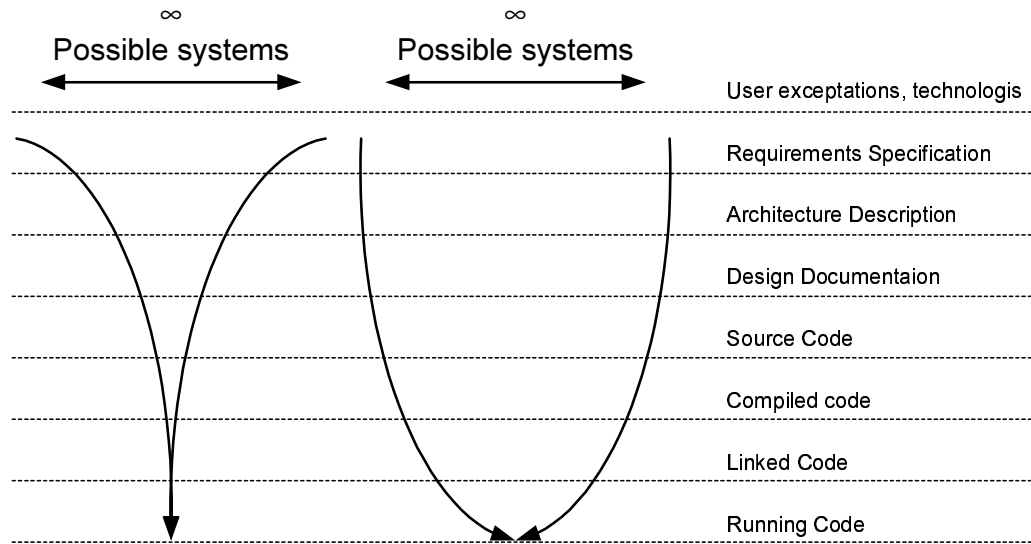 ∞ ∞
Possible systems Possible systems
User exceptations, technologis
Requirements Specification
Architecture Description
Design Documentaion
Source Code
Compiled code
Linked Code
Running Code